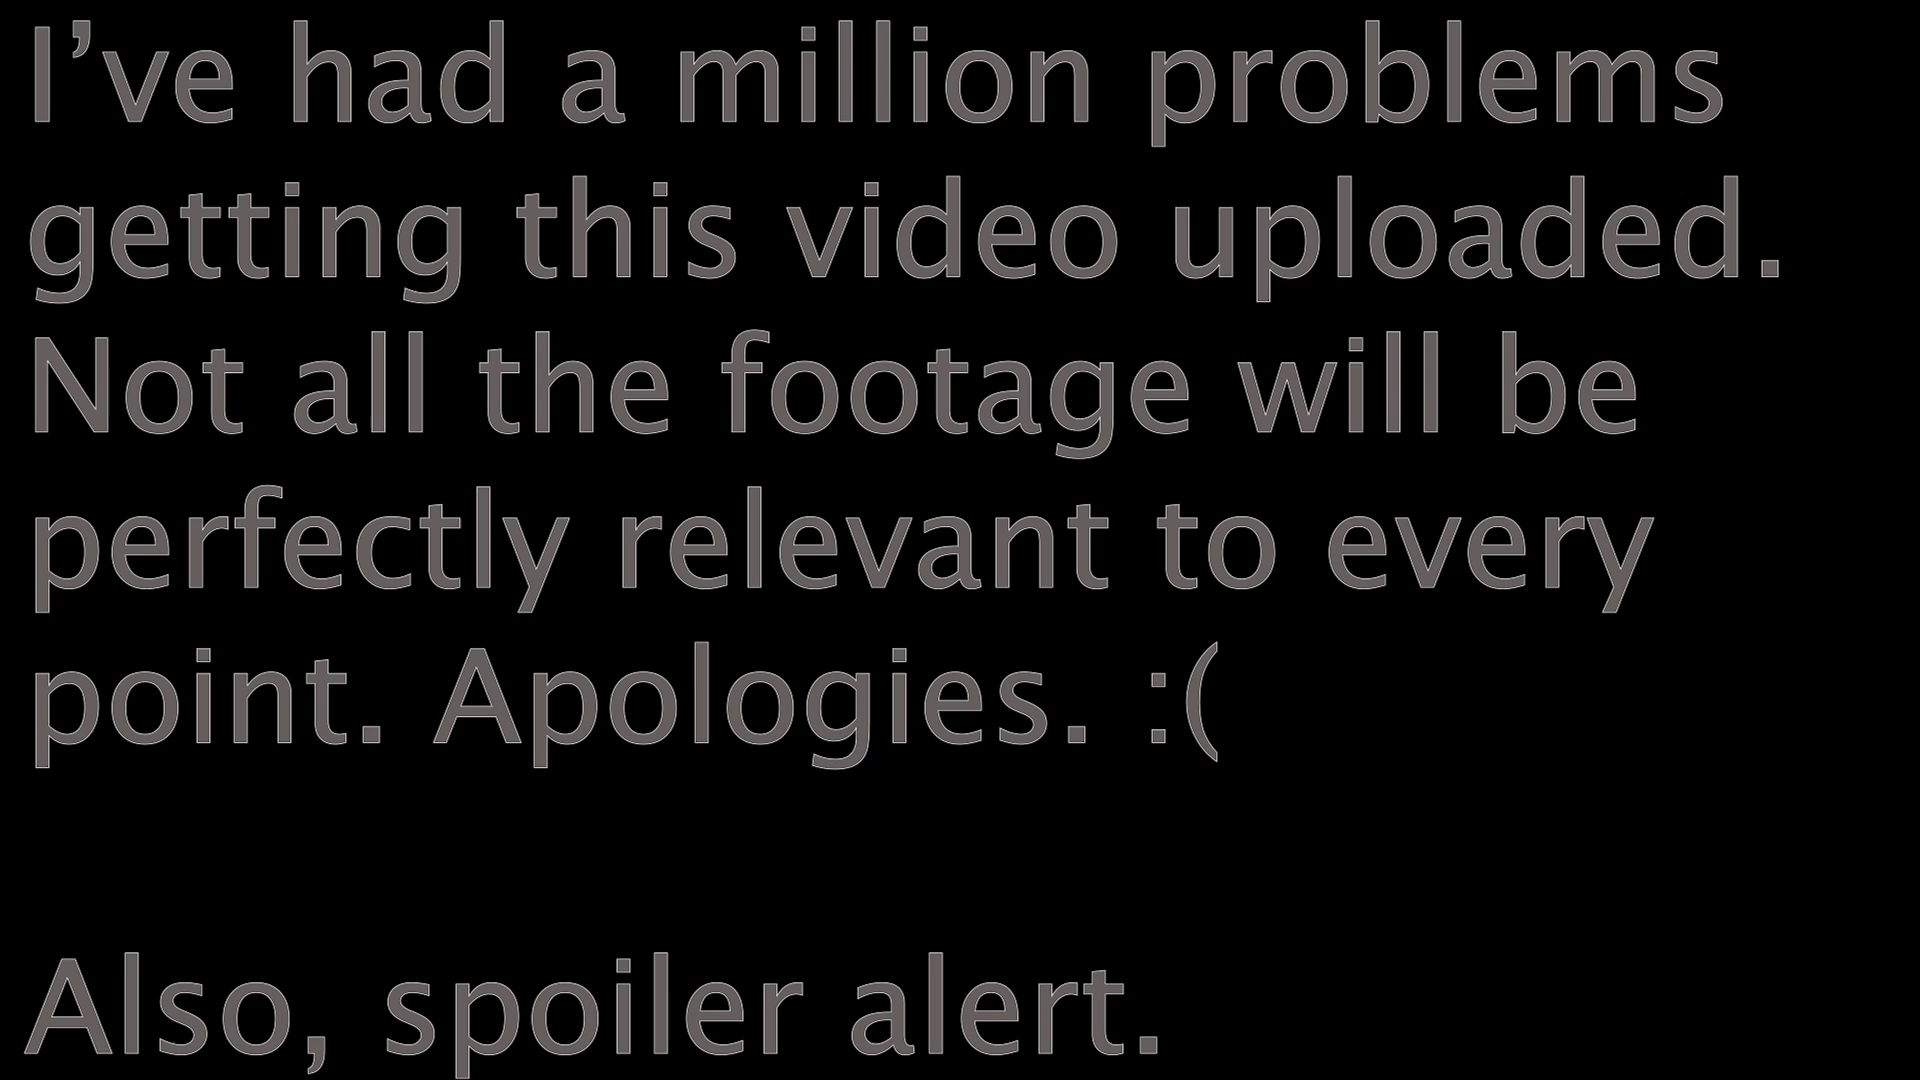 I’ve had a million problems
getting this video uploaded.
Not all the footage will be
perfectly relevant to every
point. Apologies. :(
Also, spoiler alert.